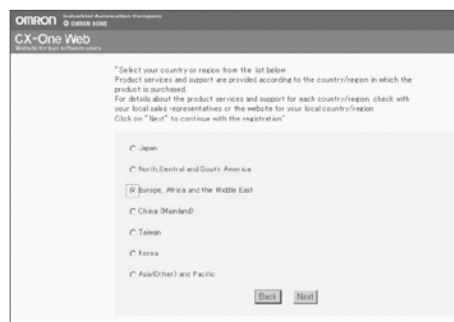 OMRON Industrial Automation Company
OMRON HOME
CX-One Web
Website for tool software users
"Select your country or region from the list below
Product services and support are provided according to the country/region in which the
product is purchased.
For details about the product services and support for each country/region, check with
your local sales representatives or the website for your local country/region
Click on "Next" to continue with the registration"
Japan
North,Central and South America
Europe, Africa and the Middle East
China (Mainland)
Taiwan
Korea
Asia(Other) and Pacific
Back Next